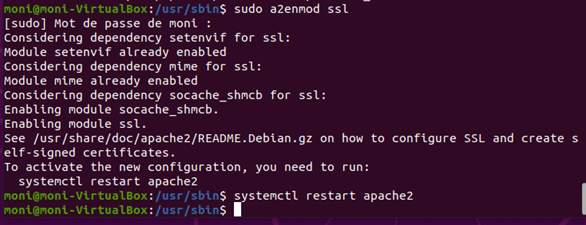 moni@moni-VirtualBox:/usr/sbin$ sudo a2enmod ssl
[sudo] Mot de passe de moni :
Considering dependency setenvif for ssl:
Module setenvif already enabled
Considering dependency mime for ssl:
Module mime already enabled
Considering dependency socache_shmcb for ssl:
Enabling module socache_shmcb.
Enabling module ssl.
See /usr/share/doc/apache2/README.Debian.gz on how to configure SSL and create s
elf-signed certificates.
To activate the new configuration, you need to run:
  systemctl restart apache2
moni@moni-VirtualBox:/usr/sbin$ systemctl restart apache2
moni@moni-VirtualBox:/usr/sbin$